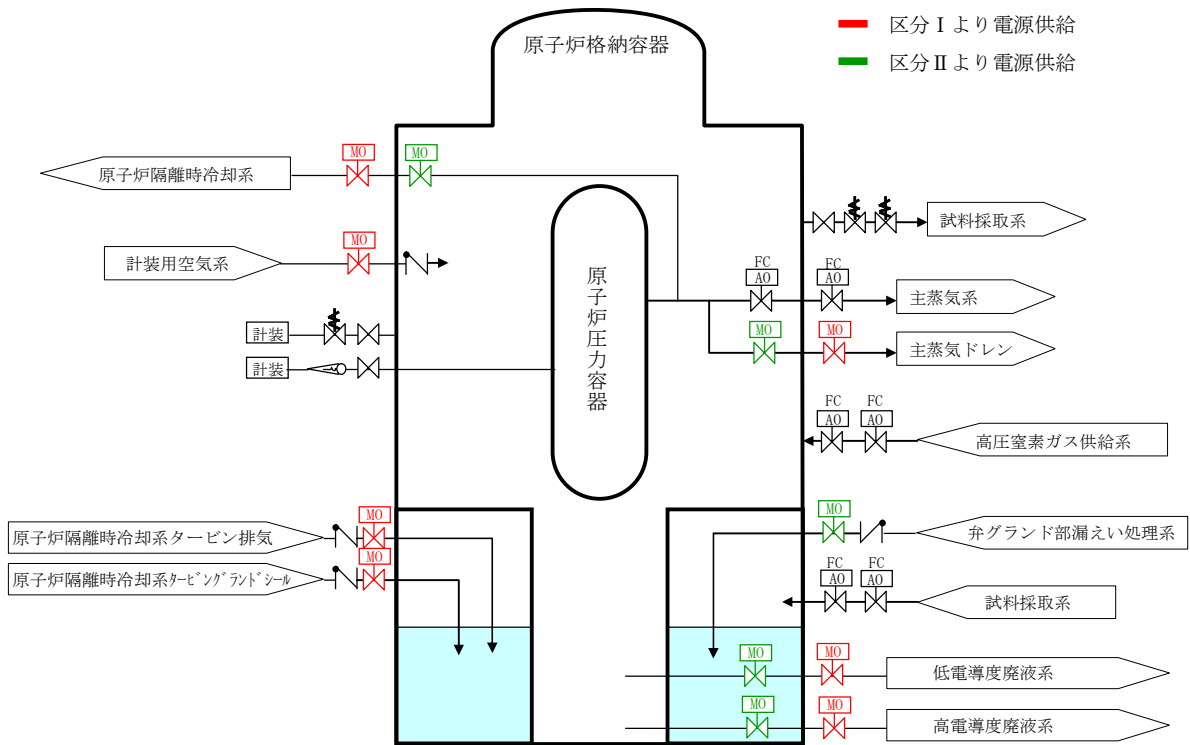 原子炉格納容器
区分Ⅰより電源供給
区分Ⅱより電源供給
MO
MO
原子炉隔離時冷却系
試料採取系
MO
計装用空気系
FC
AO
FC
AO
主蒸気系
原子炉圧力容器
計装
MO
MO
主蒸気ドレン
計装
FC
AO
FC
AO
高圧窒素ガス供給系
MO
原子炉隔離時冷却系タービン排気
MO
弁グランド部漏えい処理系
MO
原子炉隔離時冷却系ﾀｰﾋﾞﾝｸﾞﾗﾝﾄﾞｼｰﾙ
FC
AO
FC
AO
試料採取系
MO
MO
低電導度廃液系
MO
MO
高電導度廃液系